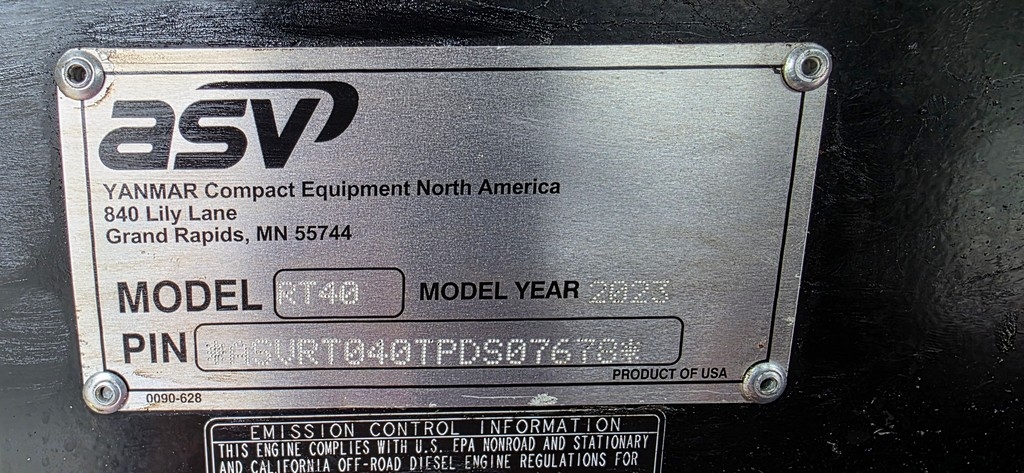 asv
YANMAR Compact Equipment North America
840 Lily Lane
Grand Rapids, MN 55744
MODEL RT40 MODEL YEAR 2023
PIN *ASVRT040TPDS07678*
PRODUCT OF USA
0090-628
EMISSION CONTROL INFORMATION
THIS ENGINE COMPLIES WITH U.S. EPA NONROAD AND STATIONARY
AND CALIFORNIA OFF-ROAD DIESEL ENGINE REGULATIONS FOR